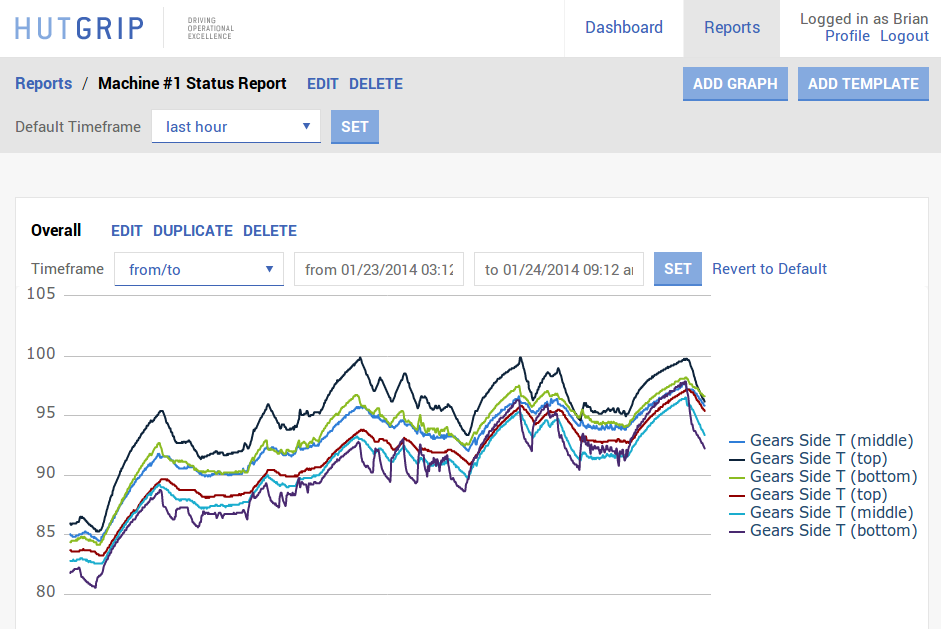 HUTGRIP
DRIVING
OPERATIONAL
EXCELLENCE
Dashboard
Reports
Logged in as Brian
Profile Logout
Reports / Machine #1 Status Report EDIT DELETE
ADD GRAPH ADD TEMPLATE
Default Timeframe last hour SET
Overall EDIT DUPLICATE DELETE
Timeframe from/to from 01/23/2014 03:12 to 01/24/2014 09:12 a SET Revert to Default
105
100
95
90
85
80
Gears Side T (middle)
Gears Side T (top)
Gears Side T (bottom)
Gears Side T (top)
Gears Side T (middle)
Gears Side T (bottom)